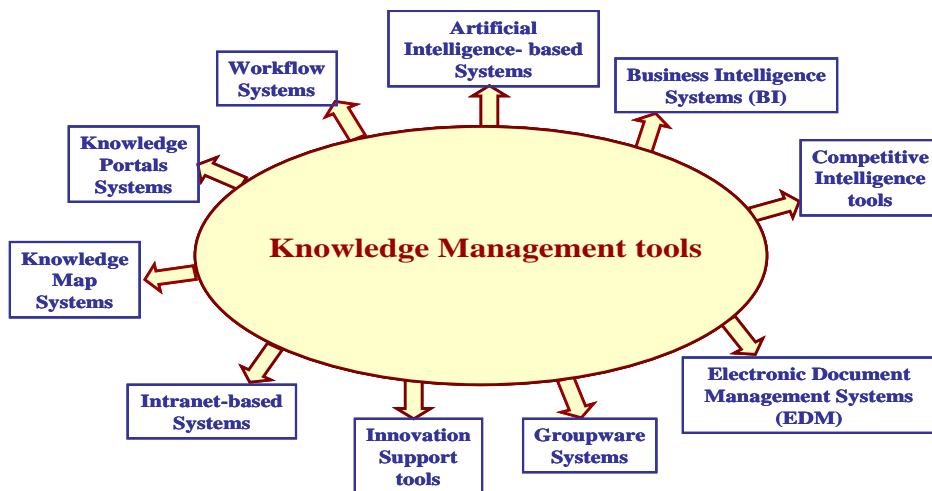 Artificial
Intelligence- based
Systems
Workflow
Systems
Business Intelligence
Systems (BI)
Knowledge
Portals
Systems
Competitive
Intelligence
tools
Knowledge Management tools
Knowledge
Map
Systems
Electronic Document
Management Systems
(EDM)
Intranet-based
Systems
Innovation
Support
tools
Groupware
Systems